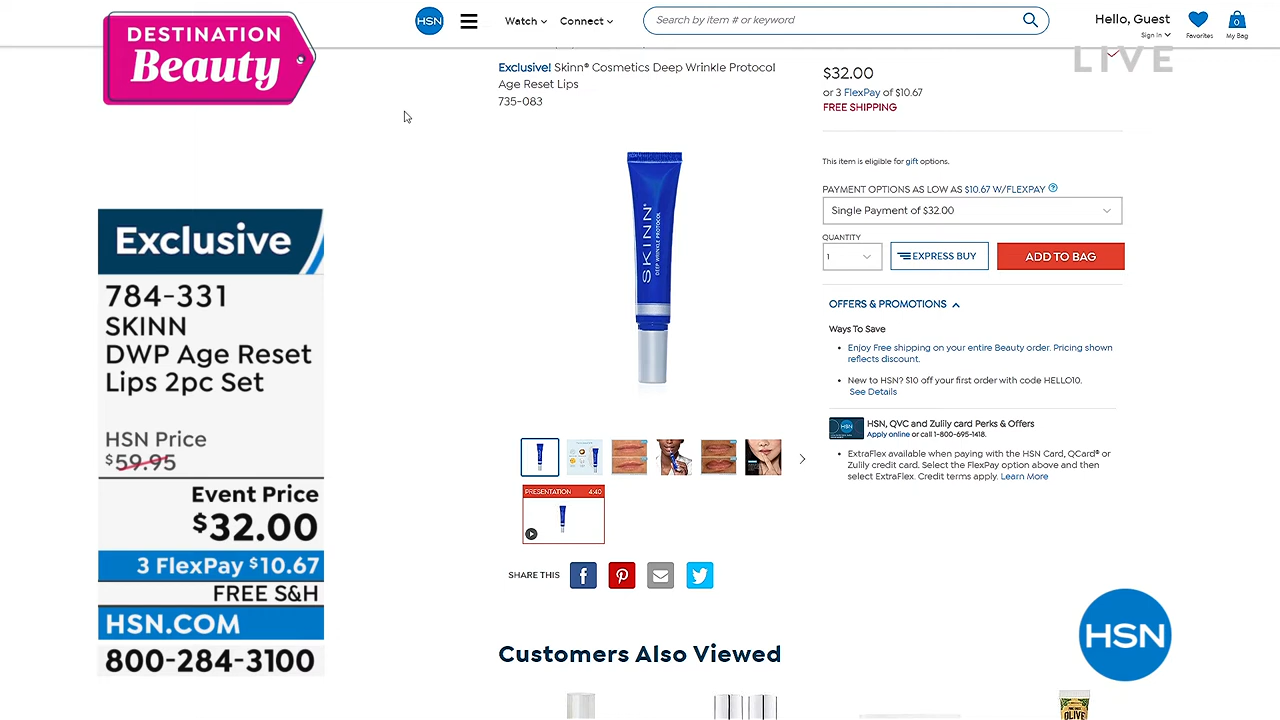 DESTINATION
Beauty
HSN
Watch
Connect
Search by item # or keyword
Hello, Guest
Sign In
Favorites
0
My Bag
LIVE
Exclusive! Skinn® Cosmetics Deep Wrinkle Protocol
Age Reset Lips
735-083
$32.00
or 3 FlexPay of $10.67
FREE SHIPPING
This item is eligible for gift options.
PAYMENT OPTIONS AS LOW AS $10.67 W/FLEXPAY ?
Single Payment of $32.00
QUANTITY
1
EXPRESS BUY
ADD TO BAG
OFFERS & PROMOTIONS
Ways To Save
• Enjoy Free shipping on your entire Beauty order. Pricing shown
reflects discount.
• New to HSN? $10 off your first order with code HELLO10.
See Details
HSN
HSN, QVC and Zulily card Perks & Offers
Apply online or call 1-800-695-1418.
• ExtraFlex available when paying with the HSN Card, QCard® or
Zulily credit card. Select the FlexPay option above and then
select ExtraFlex. Credit terms apply. Learn More
SKINN®
DEEP WRINKLE PROTOCOL
Exclusive
784-331
SKINN
DWP Age Reset
Lips 2pc Set
HSN Price
$59.95
Event Price
$32.00
3 FlexPay $10.67
FREE S&H
HSN.COM
800-284-3100
PRESENTATION 4:40
SHARE THIS
Customers Also Viewed
HSN
OLIVE